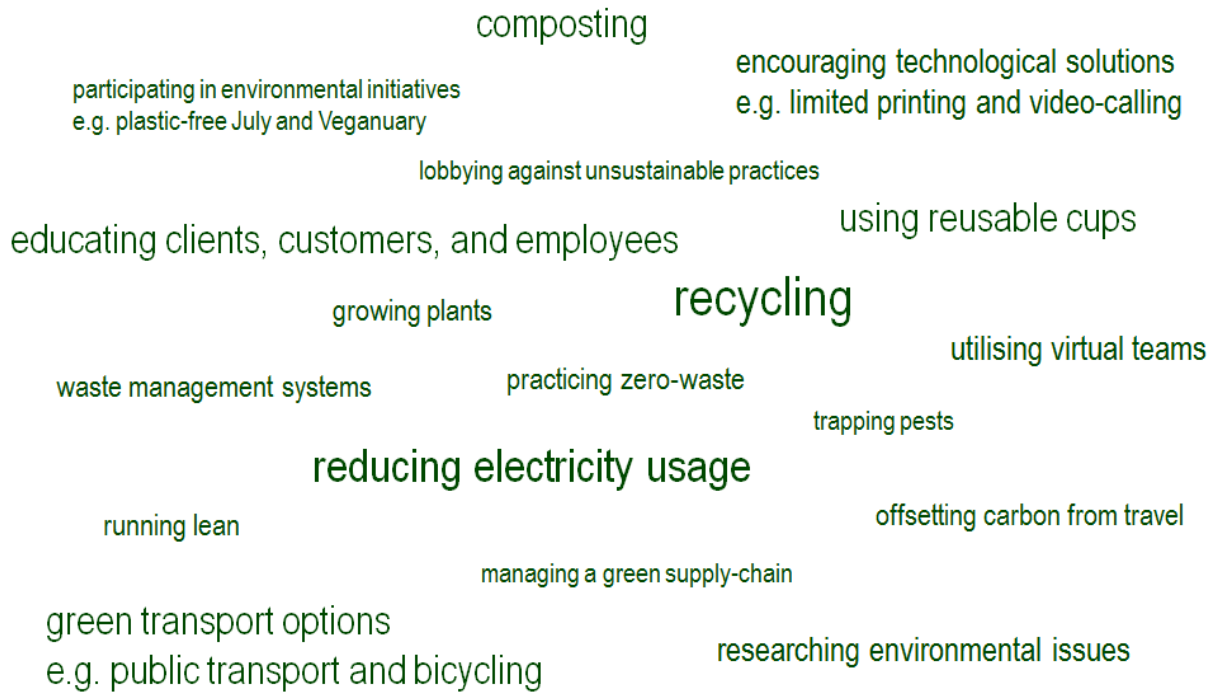 composting
encouraging technological solutions
e.g. limited printing and video-calling
participating in environmental initiatives
e.g. plastic-free July and Veganuary
lobbying against unsustainable practices
using reusable cups
educating clients, customers, and employees
recycling
growing plants
utilising virtual teams
practicing zero-waste
waste management systems
trapping pests
reducing electricity usage
offsetting carbon from travel
running lean
managing a green supply-chain
green transport options
e.g. public transport and bicycling
researching environmental issues